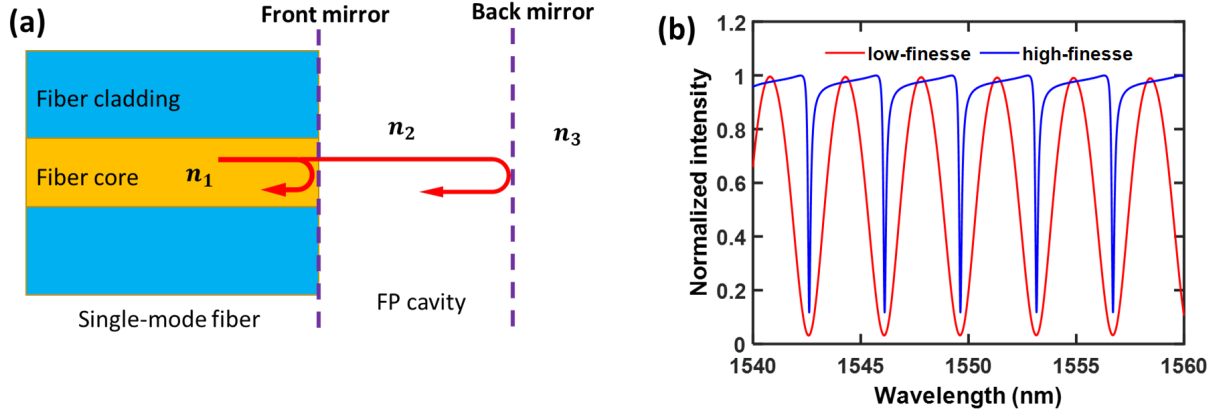 (a)
Front mirror
Back mirror
Fiber cladding
n₂
n₃
Fiber core
n₁
FP cavity
Single-mode fiber
(b)
low-finesse
high-finesse
Normalized intensity
1.2
1
0.8
0.6
0.4
0.2
0
1540
1545
1550
1555
1560
Wavelength (nm)